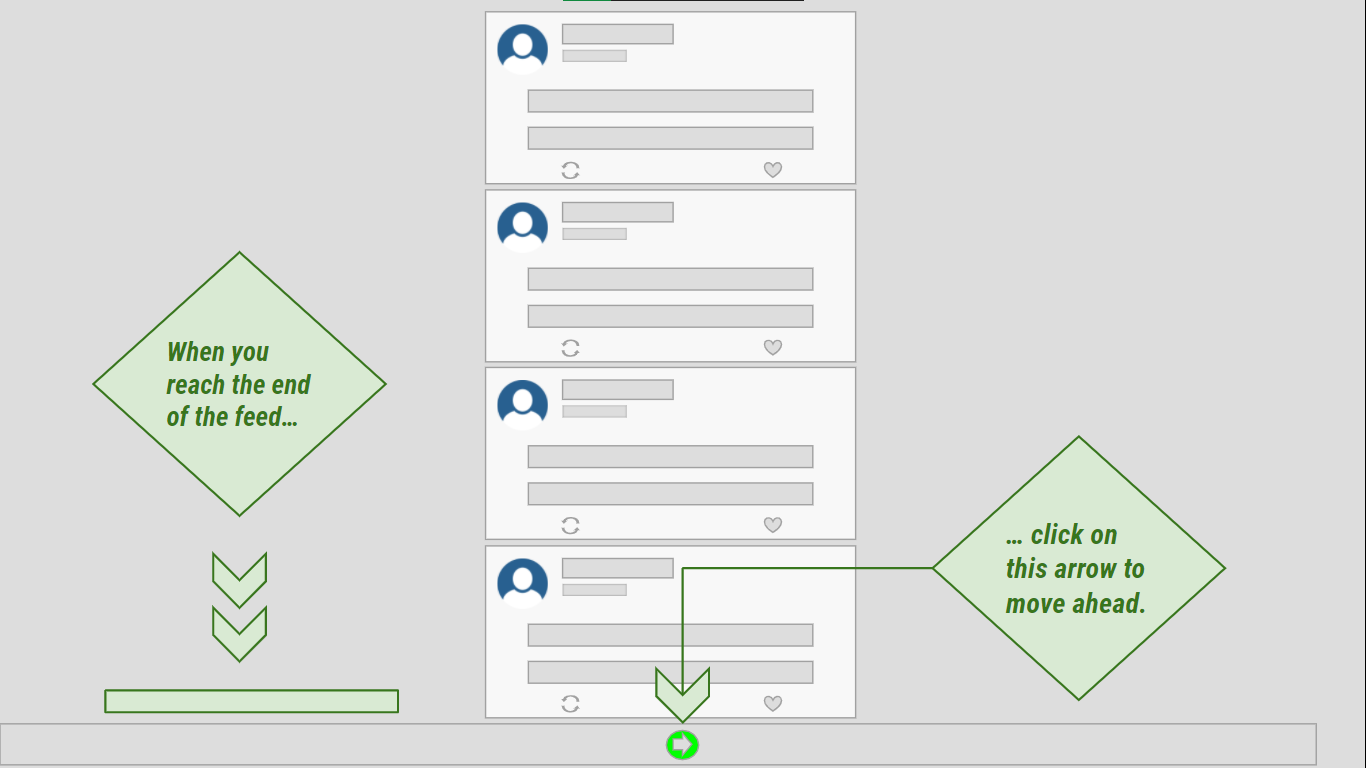 When you
reach the end
of the feed…
… click on
this arrow to
move ahead.